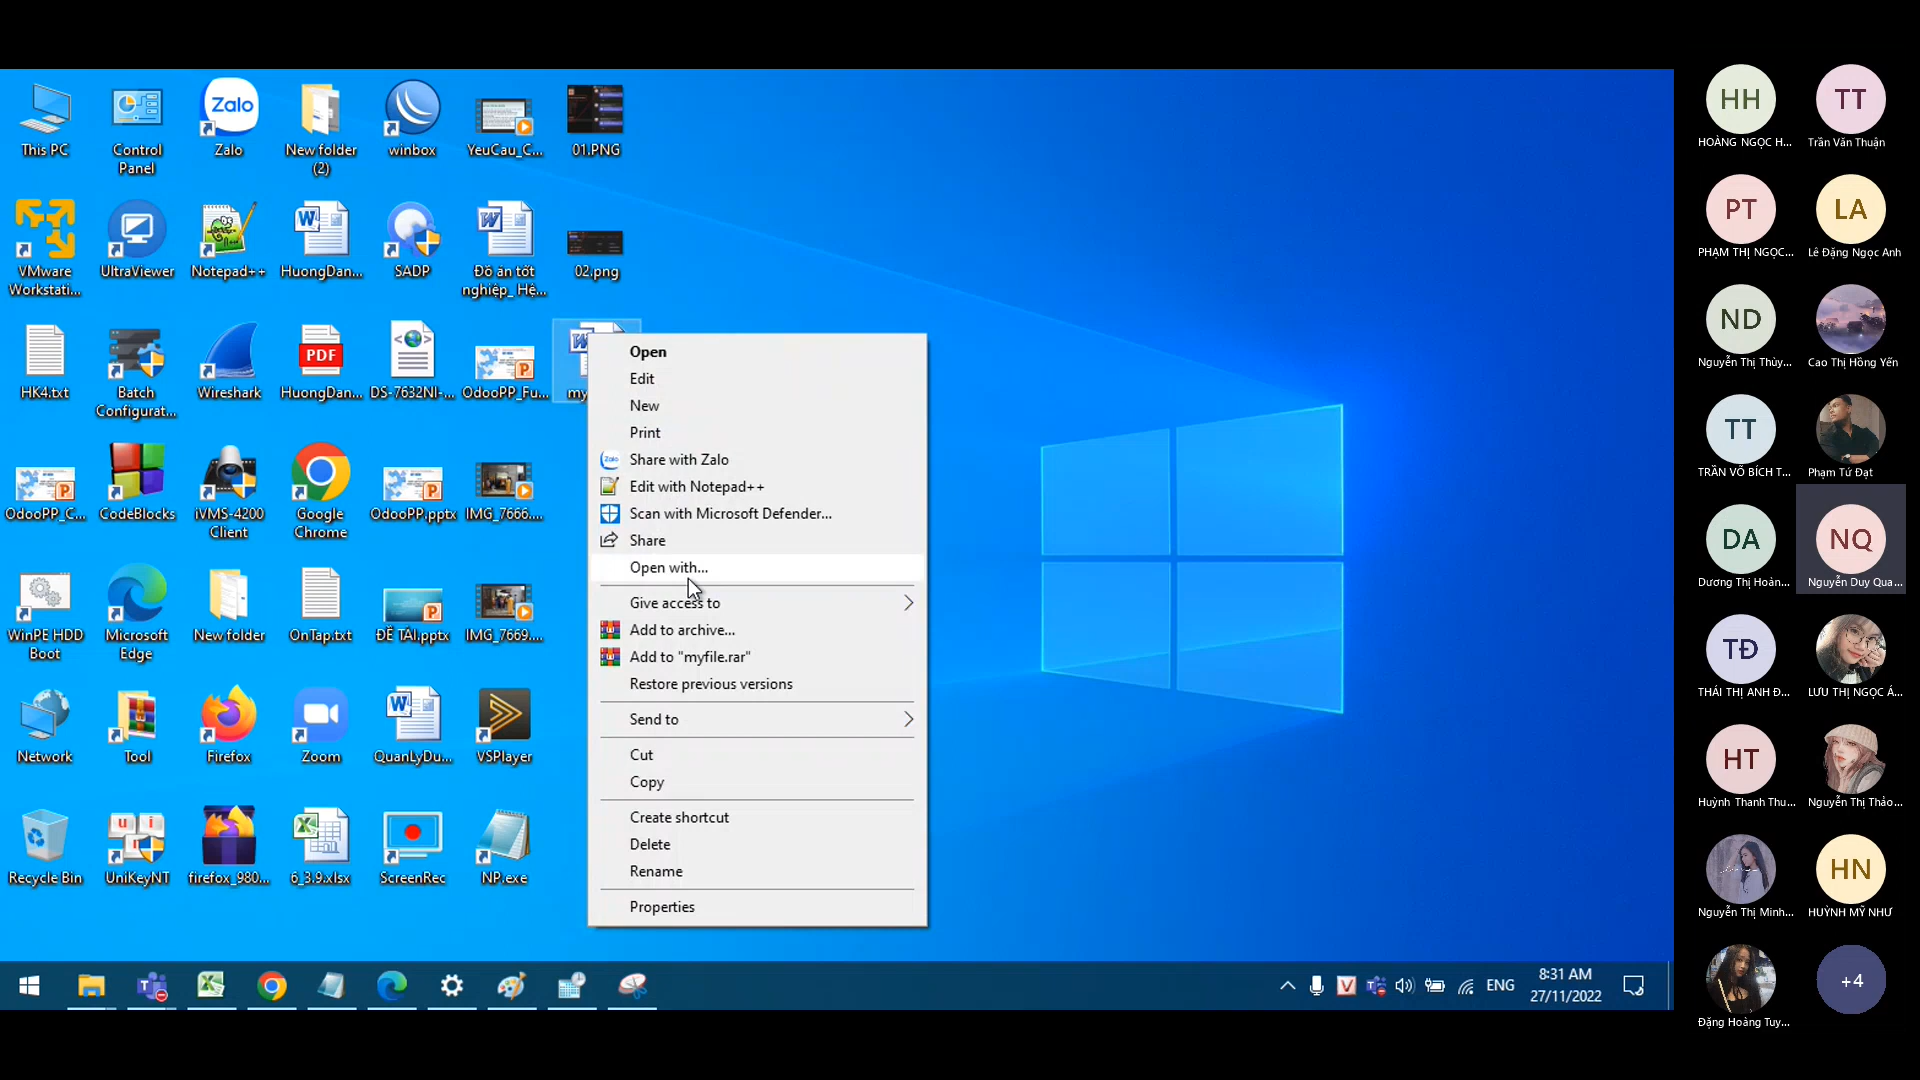 This PC
Control
Panel
Zalo
Zalo
New folder
(2)
winbox
YeuCau_C...
01.PNG
VMware
Workstati...
UltraViewer
Notepad++
HuongDan...
SADP
Đồ án tốt
nghiệp_ Hệ...
02.png
HK4.txt
Batch
Configurat...
Wireshark
PDF
HuongDan...
DS-7632NI-...
OdooPP_Fu...
my
OdooPP_C...
CodeBlocks
iVMS-4200
Client
Google
Chrome
OdooPP.pptx
IMG_7666....
WinPE HDD
Boot
Microsoft
Edge
New folder
OnTap.txt
ĐỀ TÀI.pptx
IMG_7669....
Network
Tool
Firefox
Zoom
QuanLyDu...
VSPlayer
Recycle Bin
UniKeyNT
firefox_980...
6_3.9.xlsx
ScreenRec
NP.exe
Open
Edit
New
Print
Share with Zalo
Edit with Notepad++
Scan with Microsoft Defender...
Share
Open with...
Give access to
Add to archive...
Add to "myfile.rar"
Restore previous versions
Send to
Cut
Copy
Create shortcut
Delete
Rename
Properties
ENG
8:31 AM
27/11/2022
HH
HOÀNG NGỌC H...
TT
Trần Văn Thuận
PT
PHẠM THỊ NGỌC...
LA
Lê Đặng Ngọc Anh
ND
Nguyễn Thị Thùy...
Cao Thị Hồng Yến
TT
TRẦN VÕ BÍCH T...
Phạm Tứ Đạt
DA
Dương Thị Hoàn...
NQ
Nguyễn Duy Qua...
TĐ
THÁI THỊ ANH Đ...
LƯU THỊ NGỌC Á...
HT
Huỳnh Thanh Thu...
Nguyễn Thị Thảo...
Nguyễn Thị Minh...
HN
HUỲNH MỸ NHƯ
Đặng Hoàng Tuy...
+4